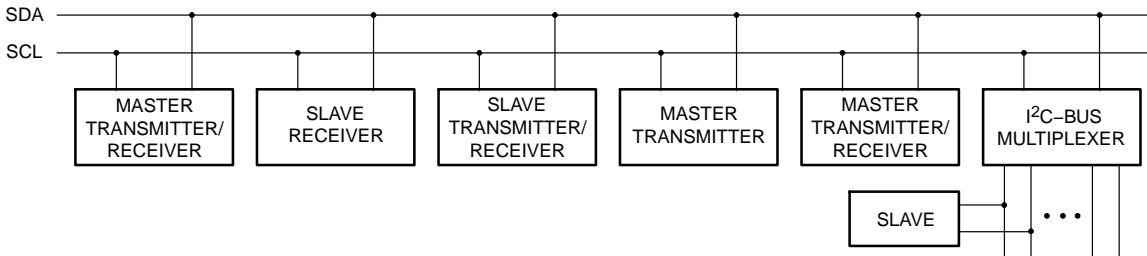 SDA
SCL
MASTER
TRANSMITTER/
RECEIVER
SLAVE
RECEIVER
SLAVE
TRANSMITTER/
RECEIVER
MASTER
TRANSMITTER
MASTER
TRANSMITTER/
RECEIVER
I²C–BUS
MULTIPLEXER
SLAVE